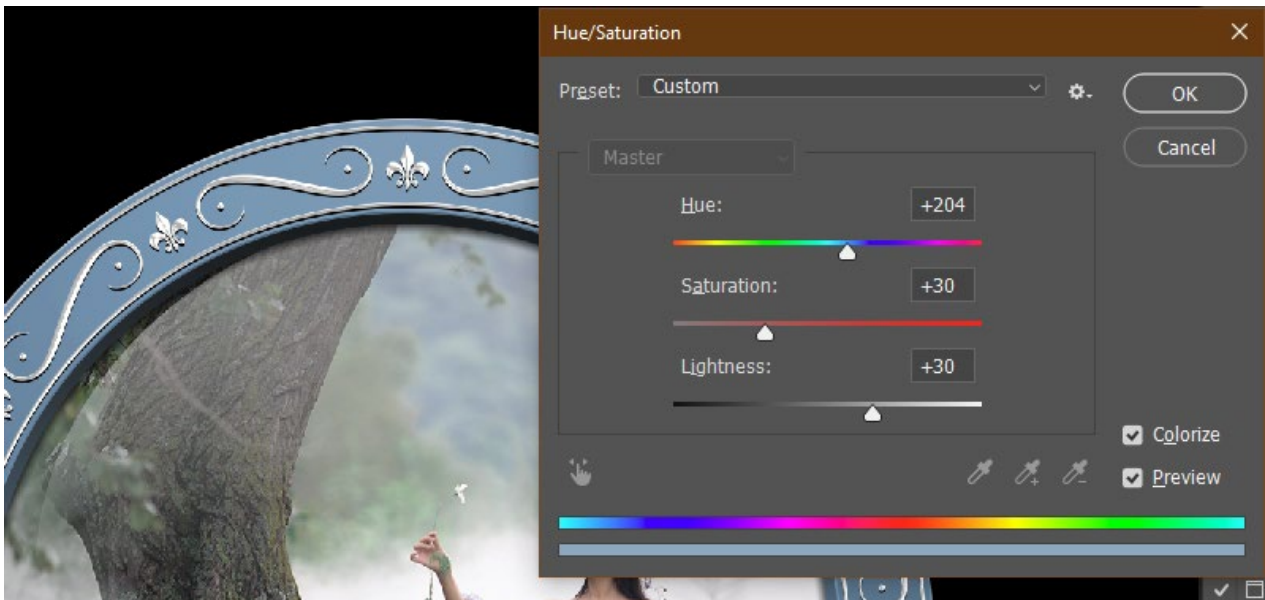 Hue/Saturation
Preset: Custom
OK
Cancel
Master
Hue: +204
Saturation: +30
Lightness: +30
Colorize
Preview